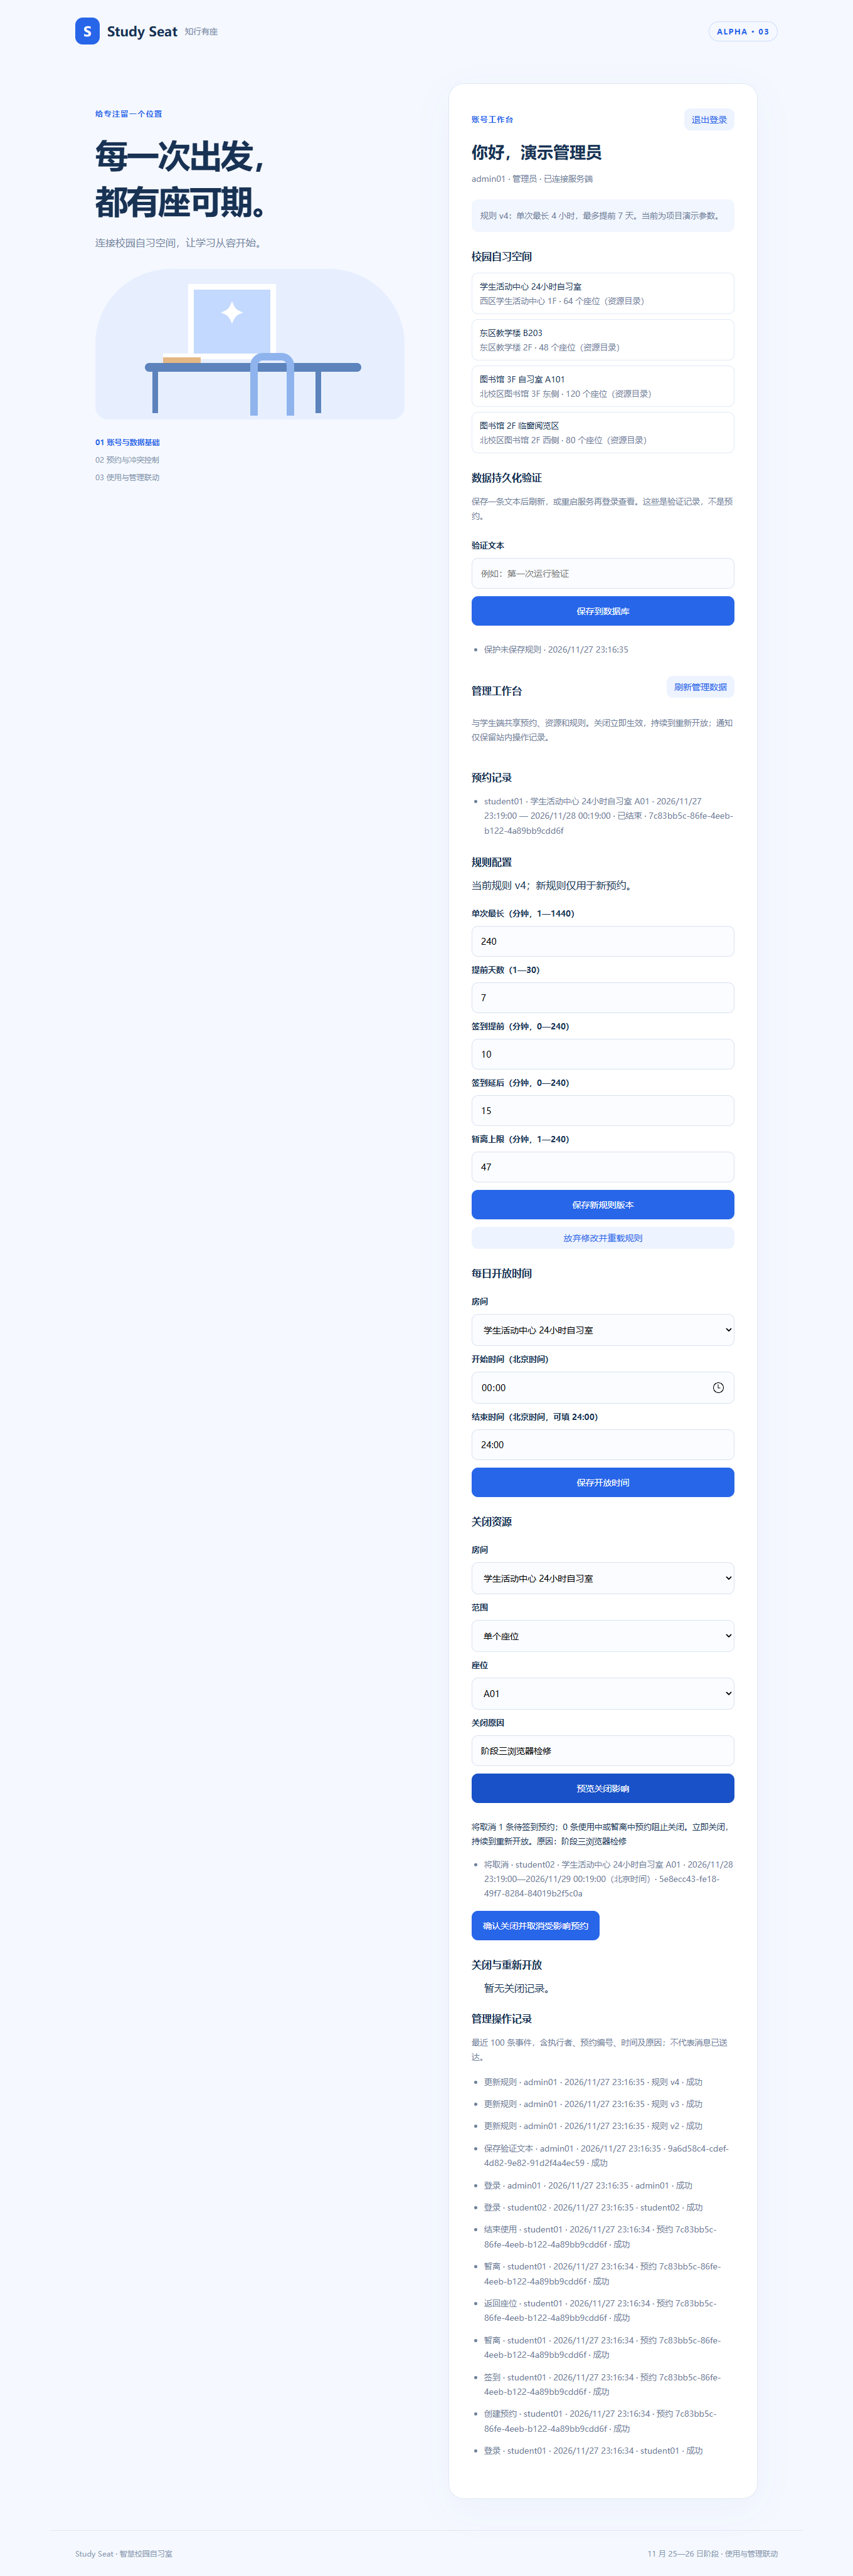 S Study Seat 知行有座
ALPHA · 03
给专注留一个位置
每一次出发，
都有座可期。
连接校园自习空间，让学习从容开始。
01 账号与数据基础
02 预约与冲突控制
03 使用与管理联动
账号工作台
退出登录
你好，演示管理员
admin01 · 管理员 · 已连接服务端
规则 v4：单次最长 4 小时，最多提前 7 天。当前为项目演示参数。
校园自习空间
学生活动中心 24小时自习室
西区学生活动中心 1F · 64 个座位（资源目录）
东区教学楼 B203
东区教学楼 2F · 48 个座位（资源目录）
图书馆 3F 自习室 A101
北校区图书馆 3F 东侧 · 120 个座位（资源目录）
图书馆 2F 临窗阅览区
北校区图书馆 2F 西侧 · 80 个座位（资源目录）
数据持久化验证
保存一条文本后刷新，或重启服务再登录查看。这些是验证记录，不是预
约。
验证文本
例如：第一次运行验证
保存到数据库
保护未保存规则 · 2026/11/27 23:16:35
管理工作台
刷新管理数据
与学生端共享预约、资源和规则。关闭立即生效，持续到重新开放；通知
仅保留站内操作记录。
预约记录
student01 · 学生活动中心 24小时自习室 A01 · 2026/11/27
23:19:00 — 2026/11/28 00:19:00 · 已结束 · 7c83bb5c-86fe-4eeb-
b122-4a89bb9cdd6f
规则配置
当前规则 v4；新规则仅用于新预约。
单次最长（分钟，1—1440）
240
提前天数（1—30）
7
签到提前（分钟，0—240）
10
签到延后（分钟，0—240）
15
暂离上限（分钟，1—240）
47
保存新规则版本
放弃修改并重载规则
每日开放时间
房间
学生活动中心 24小时自习室
开始时间（北京时间）
00:00
结束时间（北京时间，可填 24:00）
24:00
保存开放时间
关闭资源
房间
学生活动中心 24小时自习室
范围
单个座位
座位
A01
关闭原因
阶段三浏览器检修
预览关闭影响
将取消 1 条待签到预约；0 条使用中或暂离中预约阻止关闭。立即关闭，
持续到重新开放。原因：阶段三浏览器检修
将取消 · student02 · 学生活动中心 24小时自习室 A01 · 2026/11/28
23:19:00—2026/11/29 00:19:00（北京时间）· 5e8ecc43-fe18-
49f7-8284-84019b2f5c0a
确认关闭并取消受影响预约
关闭与重新开放
暂无关闭记录。
管理操作记录
最近 100 条事件，含执行者、预约编号、时间及原因；不代表消息已送
达。
更新规则 · admin01 · 2026/11/27 23:16:35 · 规则 v4 · 成功
更新规则 · admin01 · 2026/11/27 23:16:35 · 规则 v3 · 成功
更新规则 · admin01 · 2026/11/27 23:16:35 · 规则 v2 · 成功
保存验证文本 · admin01 · 2026/11/27 23:16:35 · 9a6d58c4-cdef-
4d82-9e82-91d2f4a4ec59 · 成功
登录 · admin01 · 2026/11/27 23:16:35 · admin01 · 成功
登录 · student02 · 2026/11/27 23:16:35 · student02 · 成功
结束使用 · student01 · 2026/11/27 23:16:34 · 预约 7c83bb5c-
86fe-4eeb-b122-4a89bb9cdd6f · 成功
暂离 · student01 · 2026/11/27 23:16:34 · 预约 7c83bb5c-86fe-
4eeb-b122-4a89bb9cdd6f · 成功
返回座位 · student01 · 2026/11/27 23:16:34 · 预约 7c83bb5c-
86fe-4eeb-b122-4a89bb9cdd6f · 成功
暂离 · student01 · 2026/11/27 23:16:34 · 预约 7c83bb5c-86fe-
4eeb-b122-4a89bb9cdd6f · 成功
签到 · student01 · 2026/11/27 23:16:34 · 预约 7c83bb5c-86fe-
4eeb-b122-4a89bb9cdd6f · 成功
创建预约 · student01 · 2026/11/27 23:16:34 · 预约 7c83bb5c-
86fe-4eeb-b122-4a89bb9cdd6f · 成功
登录 · student01 · 2026/11/27 23:16:34 · student01 · 成功
Study Seat · 智慧校园自习室
11 月 25—26 日阶段 · 使用与管理联动